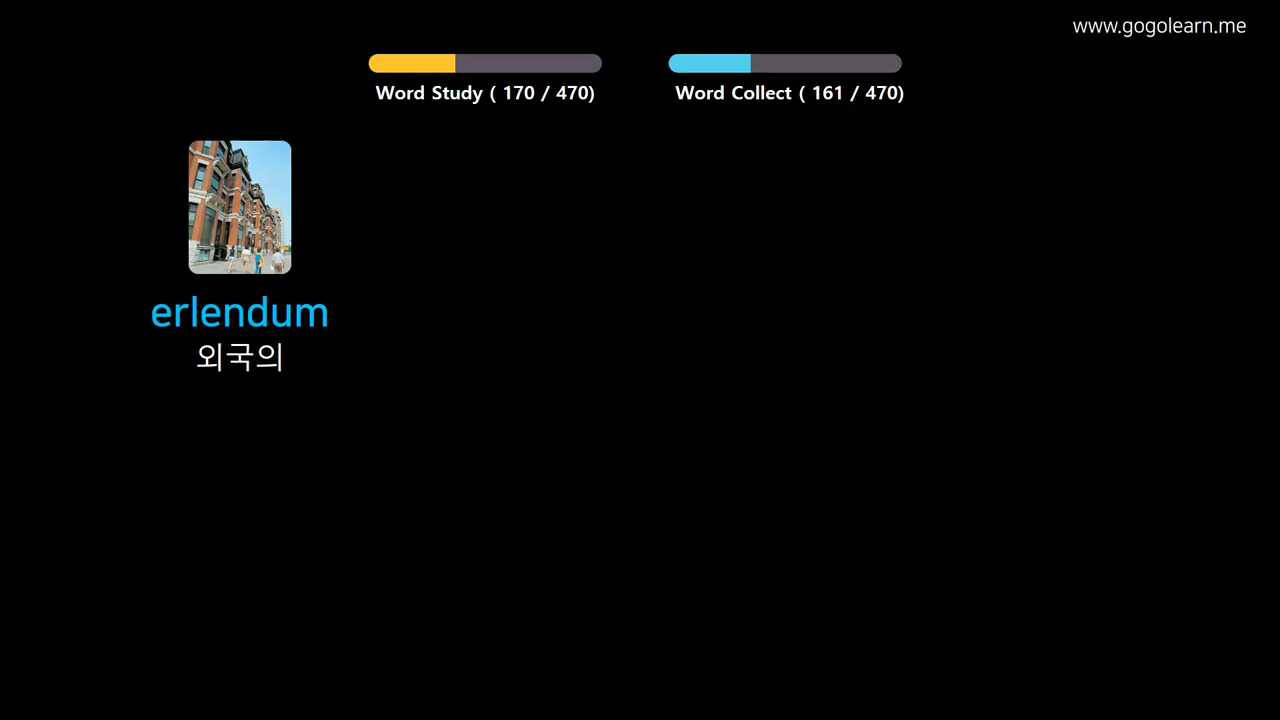 www.gogolearn.me
Word Study ( 170 / 470)
Word Collect ( 161 / 470)
erlendum
외국의